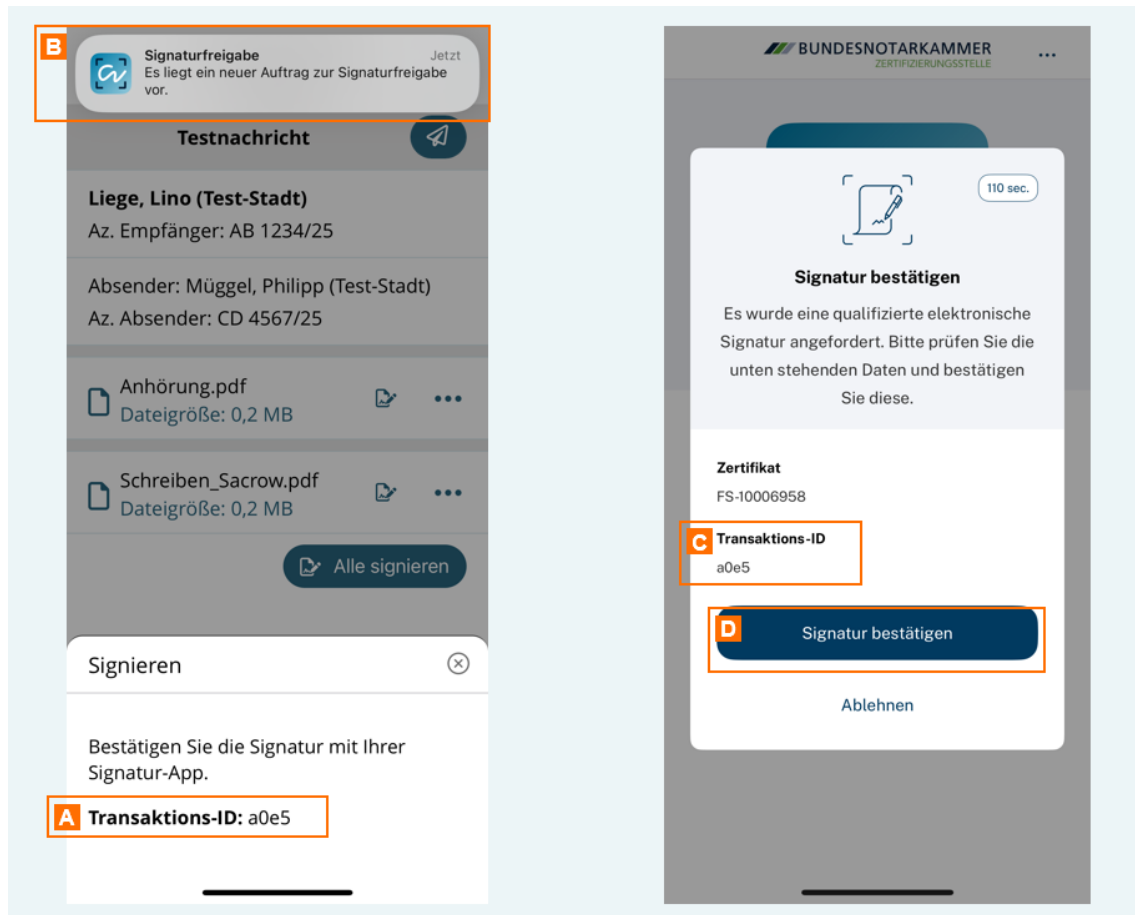 B
Signaturfreigabe
Jetzt
Es liegt ein neuer Auftrag zur Signaturfreigabe
vor.
Testnachricht
Liege, Lino (Test-Stadt)
Az. Empfänger: AB 1234/25
Absender: Müggel, Philipp (Test-Stadt)
Az. Absender: CD 4567/25
Anhörung.pdf
Dateigröße: 0,2 MB
Schreiben_Sacrow.pdf
Dateigröße: 0,2 MB
Alle signieren
Signieren
Bestätigen Sie die Signatur mit Ihrer
Signatur-App.
A
Transaktions-ID: a0e5
BUNDESNOTARKAMMER
ZERTIFIZIERUNGSSTELLE
110 sec.
Signatur bestätigen
Es wurde eine qualifizierte elektronische
Signatur angefordert. Bitte prüfen Sie die
unten stehenden Daten und bestätigen
Sie diese.
Zertifikat
FS-10006958
C
Transaktions-ID
a0e5
D
Signatur bestätigen
Ablehnen